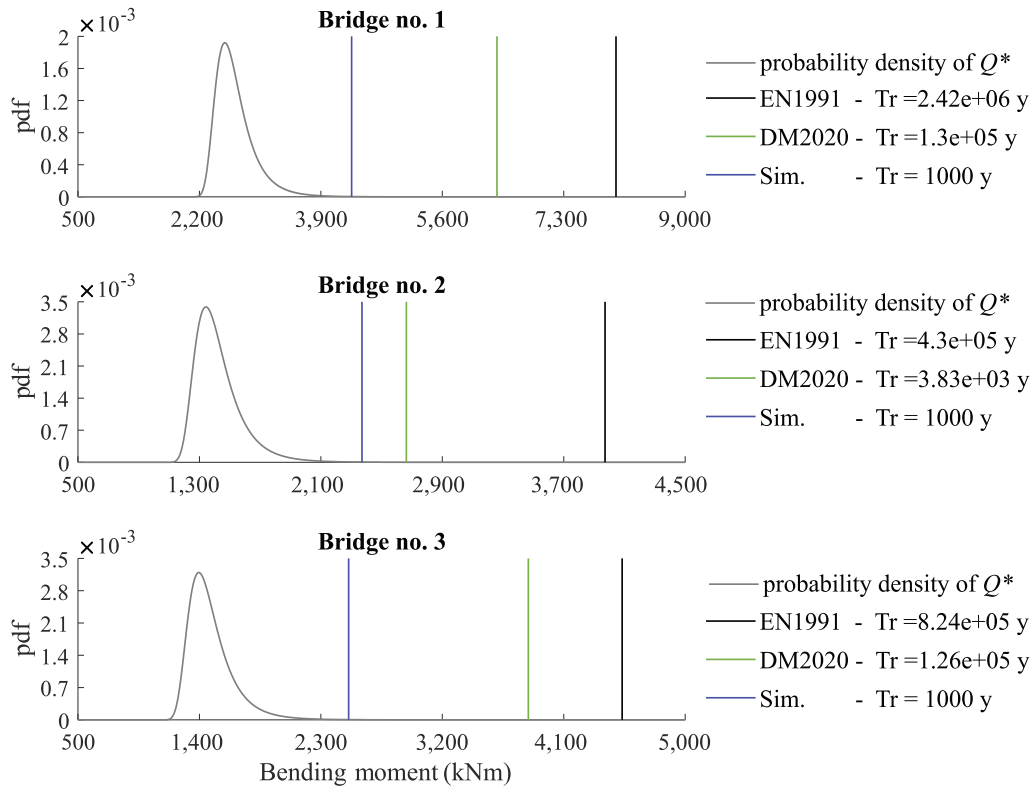 Bridge no. 1
×10⁻³
2
1.6
1.2
0.8
0.4
0
pdf
500 2,200 3,900 5,600 7,300 9,000
probability density of Q*
EN1991 - Tr =2.42e+06 y
DM2020 - Tr =1.3e+05 y
Sim. - Tr = 1000 y
Bridge no. 2
×10⁻³
3.5
2.8
2.1
1.4
0.7
0
pdf
500 1,300 2,100 2,900 3,700 4,500
probability density of Q*
EN1991 - Tr =4.3e+05 y
DM2020 - Tr =3.83e+03 y
Sim. - Tr = 1000 y
Bridge no. 3
×10⁻³
3.5
2.8
2.1
1.4
0.7
0
pdf
500 1,400 2,300 3,200 4,100 5,000
Bending moment (kNm)
probability density of Q*
EN1991 - Tr =8.24e+05 y
DM2020 - Tr =1.26e+05 y
Sim. - Tr = 1000 y